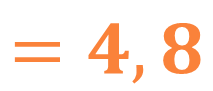 = 4,8